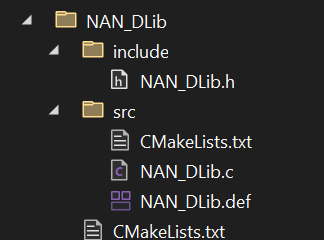 NAN_DLib
include
NAN_DLib.h
src
CMakeLists.txt
NAN_DLib.c
NAN_DLib.def
CMakeLists.txt